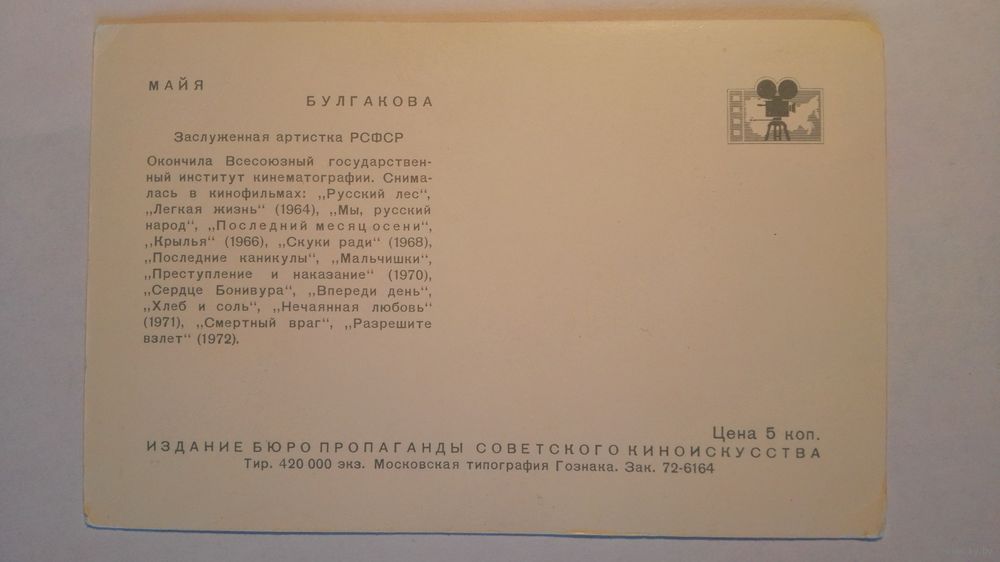 МАЙЯ
БУЛГАКОВА
Заслуженная артистка РСФСР
Окончила Всесоюзный государствен-
ный институт кинематографии. Снима-
лась в кинофильмах: „Русский лес“,
„Легкая жизнь“ (1964), „Мы, русский
народ“, „Последний месяц осени“,
„Крылья“ (1966), „Скуки ради“ (1968),
„Последние каникулы“, „Мальчишки“,
„Преступление и наказание“ (1970),
„Сердце Бонивура“, „Впереди день“,
„Хлеб и соль“, „Нечаянная любовь“
(1971), „Смертный враг“, „Разрешите
взлет“ (1972).
Цена 5 коп.
ИЗДАНИЕ БЮРО ПРОПАГАНДЫ СОВЕТСКОГО КИНОИСКУССТВА
Тир. 420 000 экз. Московская типография Гознака. Зак. 72-6164